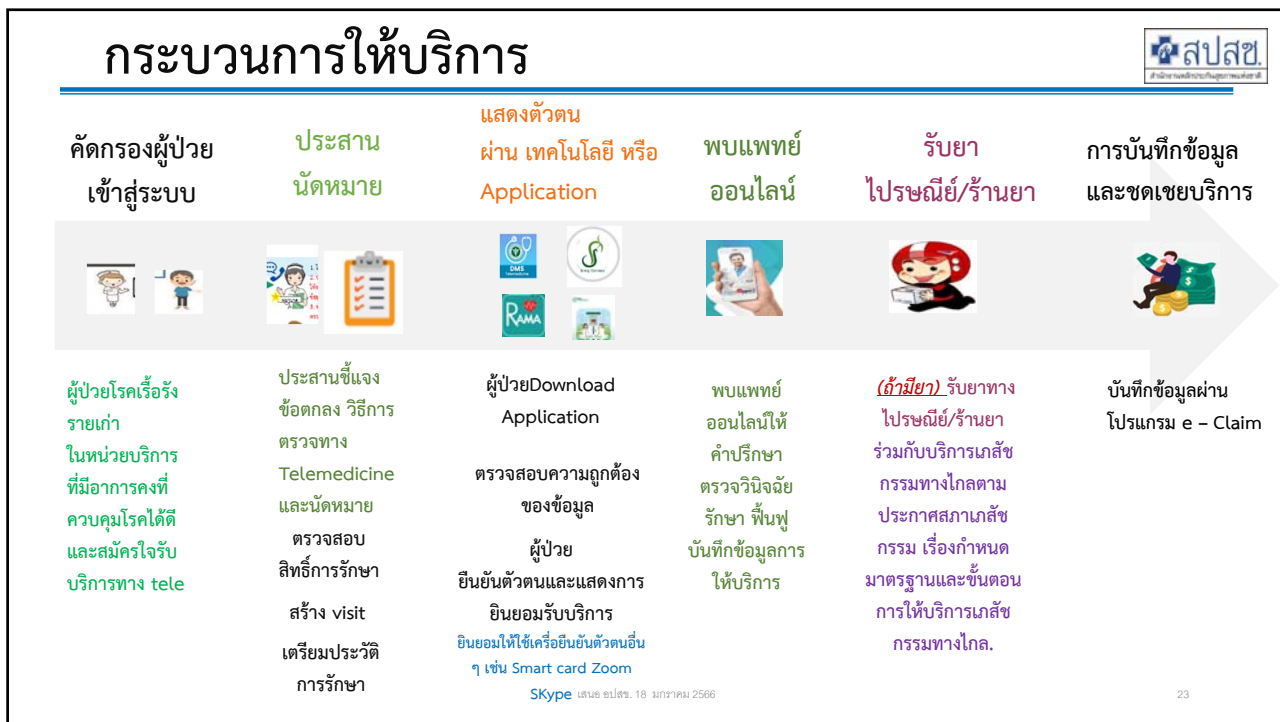 กระบวนการให้บริการ
สปสช.
สำนักงานหลักประกันสุขภาพแห่งชาติ
คัดกรองผู้ป่วย
เข้าสู่ระบบ
ประสาน
นัดหมาย
แสดงตัวตน
ผ่าน เทคโนโลยี หรือ
Application
พบแพทย์
ออนไลน์
รับยา
ไปรษณีย์/ร้านยา
การบันทึกข้อมูล
และชดเชยบริการ
DMS
Telemedicine
RAMA
ผู้ป่วยโรคเรื้อรัง
รายเก่า
ในหน่วยบริการ
ที่มีอาการคงที่
ควบคุมโรคได้ดี
และสมัครใจรับ
บริการทาง tele
ประสานชี้แจง
ข้อตกลง วิธีการ
ตรวจทาง
Telemedicine
และนัดหมาย
ตรวจสอบ
สิทธิ์การรักษา
สร้าง visit
เตรียมประวัติ
การรักษา
ผู้ป่วยDownload
Application
ตรวจสอบความถูกต้อง
ของข้อมูล
ผู้ป่วย
ยืนยันตัวตนและแสดงการ
ยินยอมรับบริการ
ยินยอมให้ใช้เครื่อยืนยันตัวตนอื่น
ๆ เช่น Smart card Zoom
SKype
พบแพทย์
ออนไลน์ให้
คำปรึกษา
ตรวจวินิจฉัย
รักษา ฟื้นฟู
บันทึกข้อมูลการ
ให้บริการ
(ถ้ามียา) รับยาทาง
ไปรษณีย์/ร้านยา
ร่วมกับบริการเภสัช
กรรมทางไกลตาม
ประกาศสภาเภสัช
กรรม เรื่องกำหนด
มาตรฐานและขั้นตอน
การให้บริการเภสัช
กรรมทางไกล.
บันทึกข้อมูลผ่าน
โปรแกรม e – Claim
เสนอ อปสข. 18 มกราคม 2566
23